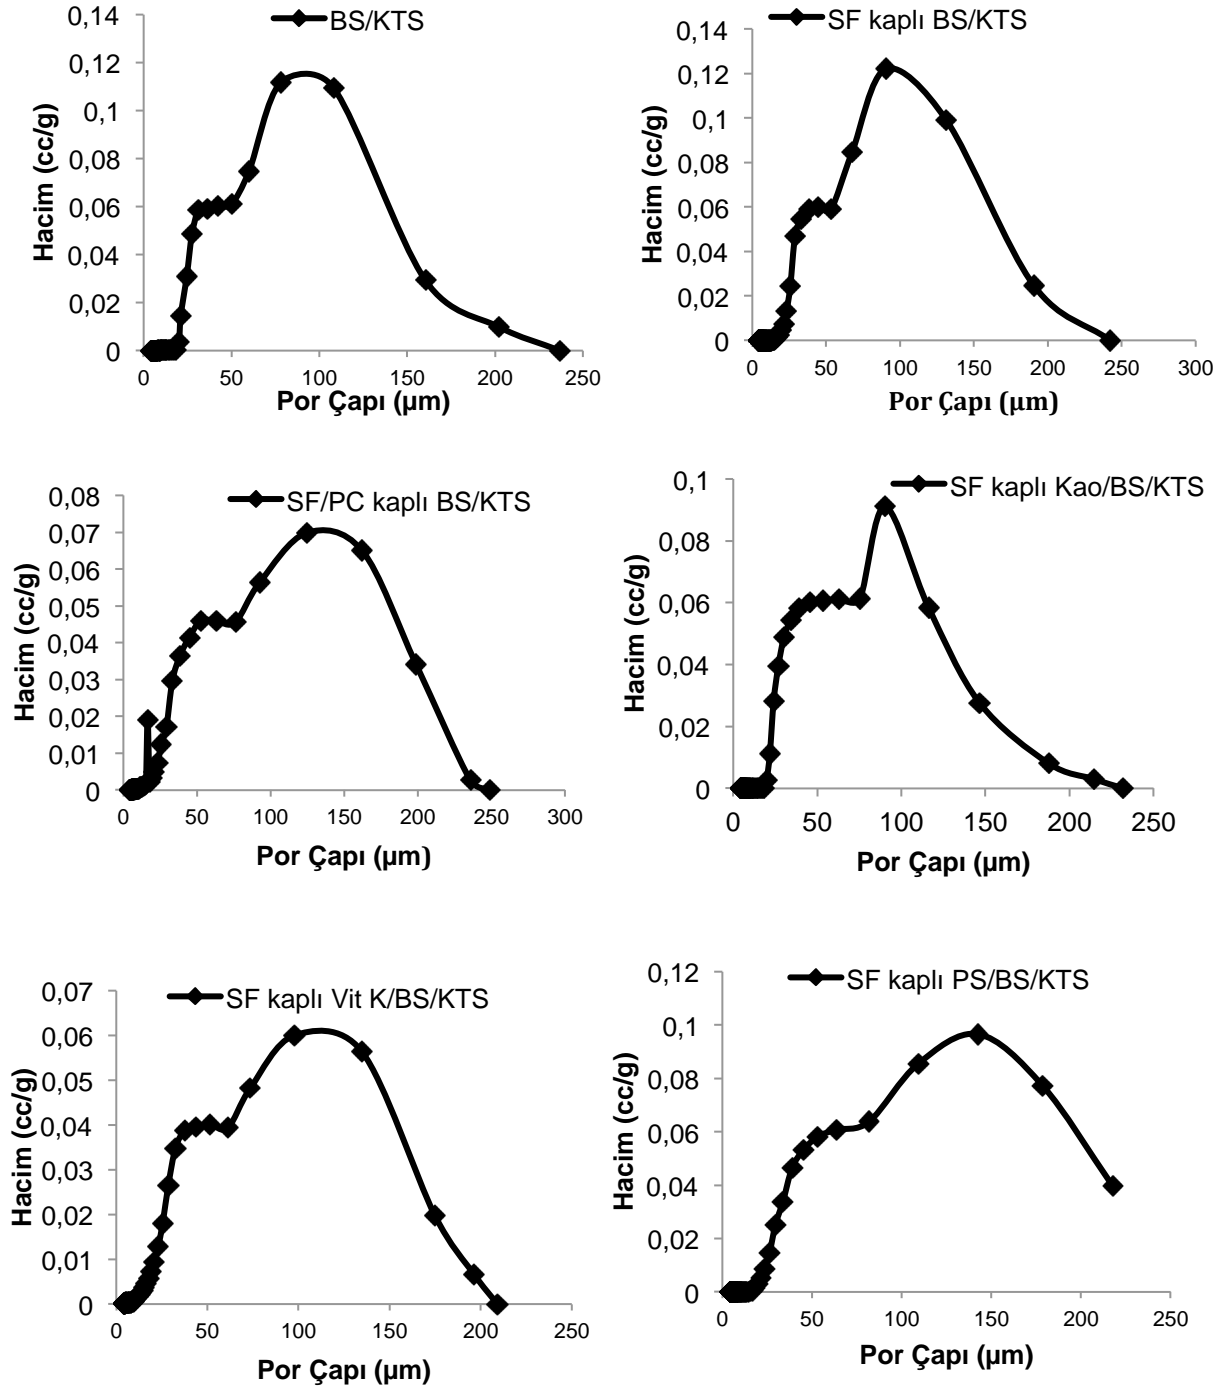 BS/KTS
0,14
0,12
0,1
0,08
0,06
0,04
0,02
0
Hacim (cc/g)
0 50 100 150 200 250
Por Çapı (µm)
SF kaplı BS/KTS
0,14
0,12
0,1
0,08
0,06
0,04
0,02
0
Hacim (cc/g)
0 50 100 150 200 250 300
Por Çapı (µm)
SF/PC kaplı BS/KTS
0,08
0,07
0,06
0,05
0,04
0,03
0,02
0,01
0
Hacim (cc/g)
0 50 100 150 200 250 300
Por Çapı (µm)
SF kaplı Kao/BS/KTS
0,1
0,08
0,06
0,04
0,02
0
Hacim (cc/g)
0 50 100 150 200 250
Por Çapı (µm)
SF kaplı Vit K/BS/KTS
0,07
0,06
0,05
0,04
0,03
0,02
0,01
0
Hacim (cc/g)
0 50 100 150 200 250
Por Çapı (µm)
SF kaplı PS/BS/KTS
0,12
0,1
0,08
0,06
0,04
0,02
0
Hacim (cc/g)
0 50 100 150 200 250
Por Çapı (µm)